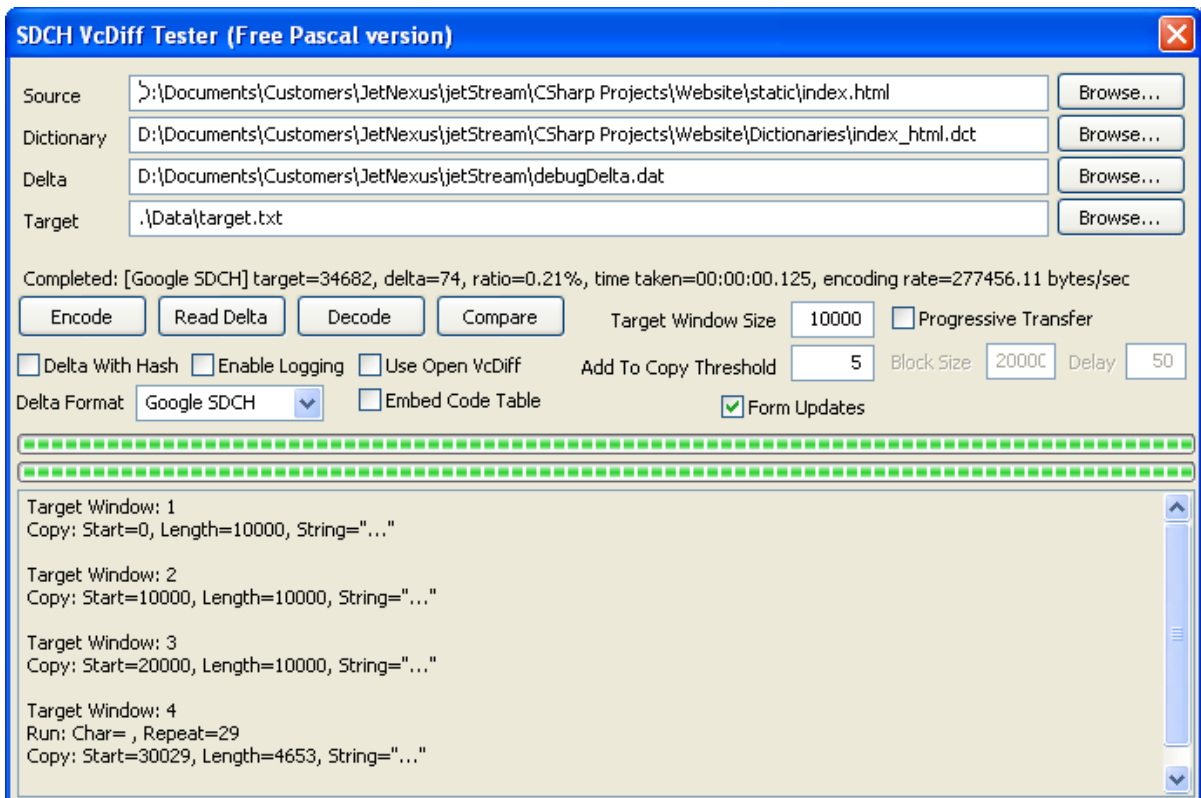 SDCH VcDiff Tester (Free Pascal version)
Source D:\Documents\Customers\JetNexus\jetStream\CSharp Projects\Website\static\index.html Browse...
Dictionary D:\Documents\Customers\JetNexus\jetStream\CSharp Projects\Website\Dictionaries\index_html.dct Browse...
Delta D:\Documents\Customers\JetNexus\jetStream\debugDelta.dat Browse...
Target .\Data\target.txt Browse...
Completed: [Google SDCH] target=34682, delta=74, ratio=0.21%, time taken=00:00:00.125, encoding rate=277456.11 bytes/sec
Encode Read Delta Decode Compare Target Window Size 10000 Progressive Transfer
Delta With Hash Enable Logging Use Open VcDiff Add To Copy Threshold 5 Block Size 20000 Delay 50
Delta Format Google SDCH Embed Code Table Form Updates
Target Window: 1
Copy: Start=0, Length=10000, String="..."
Target Window: 2
Copy: Start=10000, Length=10000, String="..."
Target Window: 3
Copy: Start=20000, Length=10000, String="..."
Target Window: 4
Run: Char= , Repeat=29
Copy: Start=30029, Length=4653, String="..."